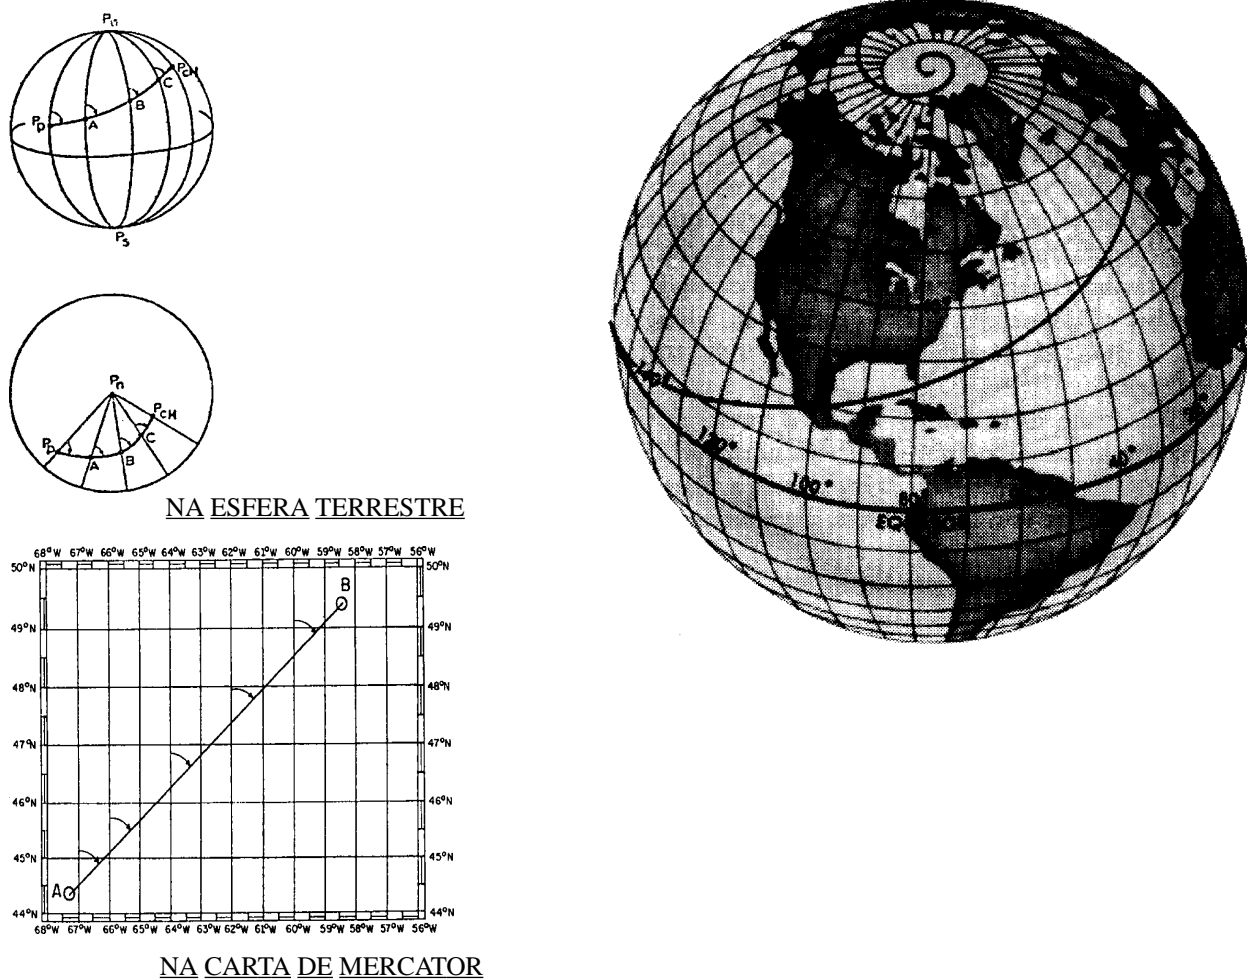 Pn
Pp A B C PcH
Ps
Pn
Pp A B C PcH
NA ESFERA TERRESTRE
68°W 67°W 66°W 65°W 64°W 63°W 62°W 61°W 60°W 59°W 58°W 57°W 56°W
50°N 50°N
B
49°N 49°N
48°N 48°N
47°N 47°N
46°N 46°N
45°N 45°N
A
44°N 44°N
68°W 67°W 66°W 65°W 64°W 63°W 62°W 61°W 60°W 59°W 58°W 57°W 56°W
NA CARTA DE MERCATOR
140°
120°
100°
40°